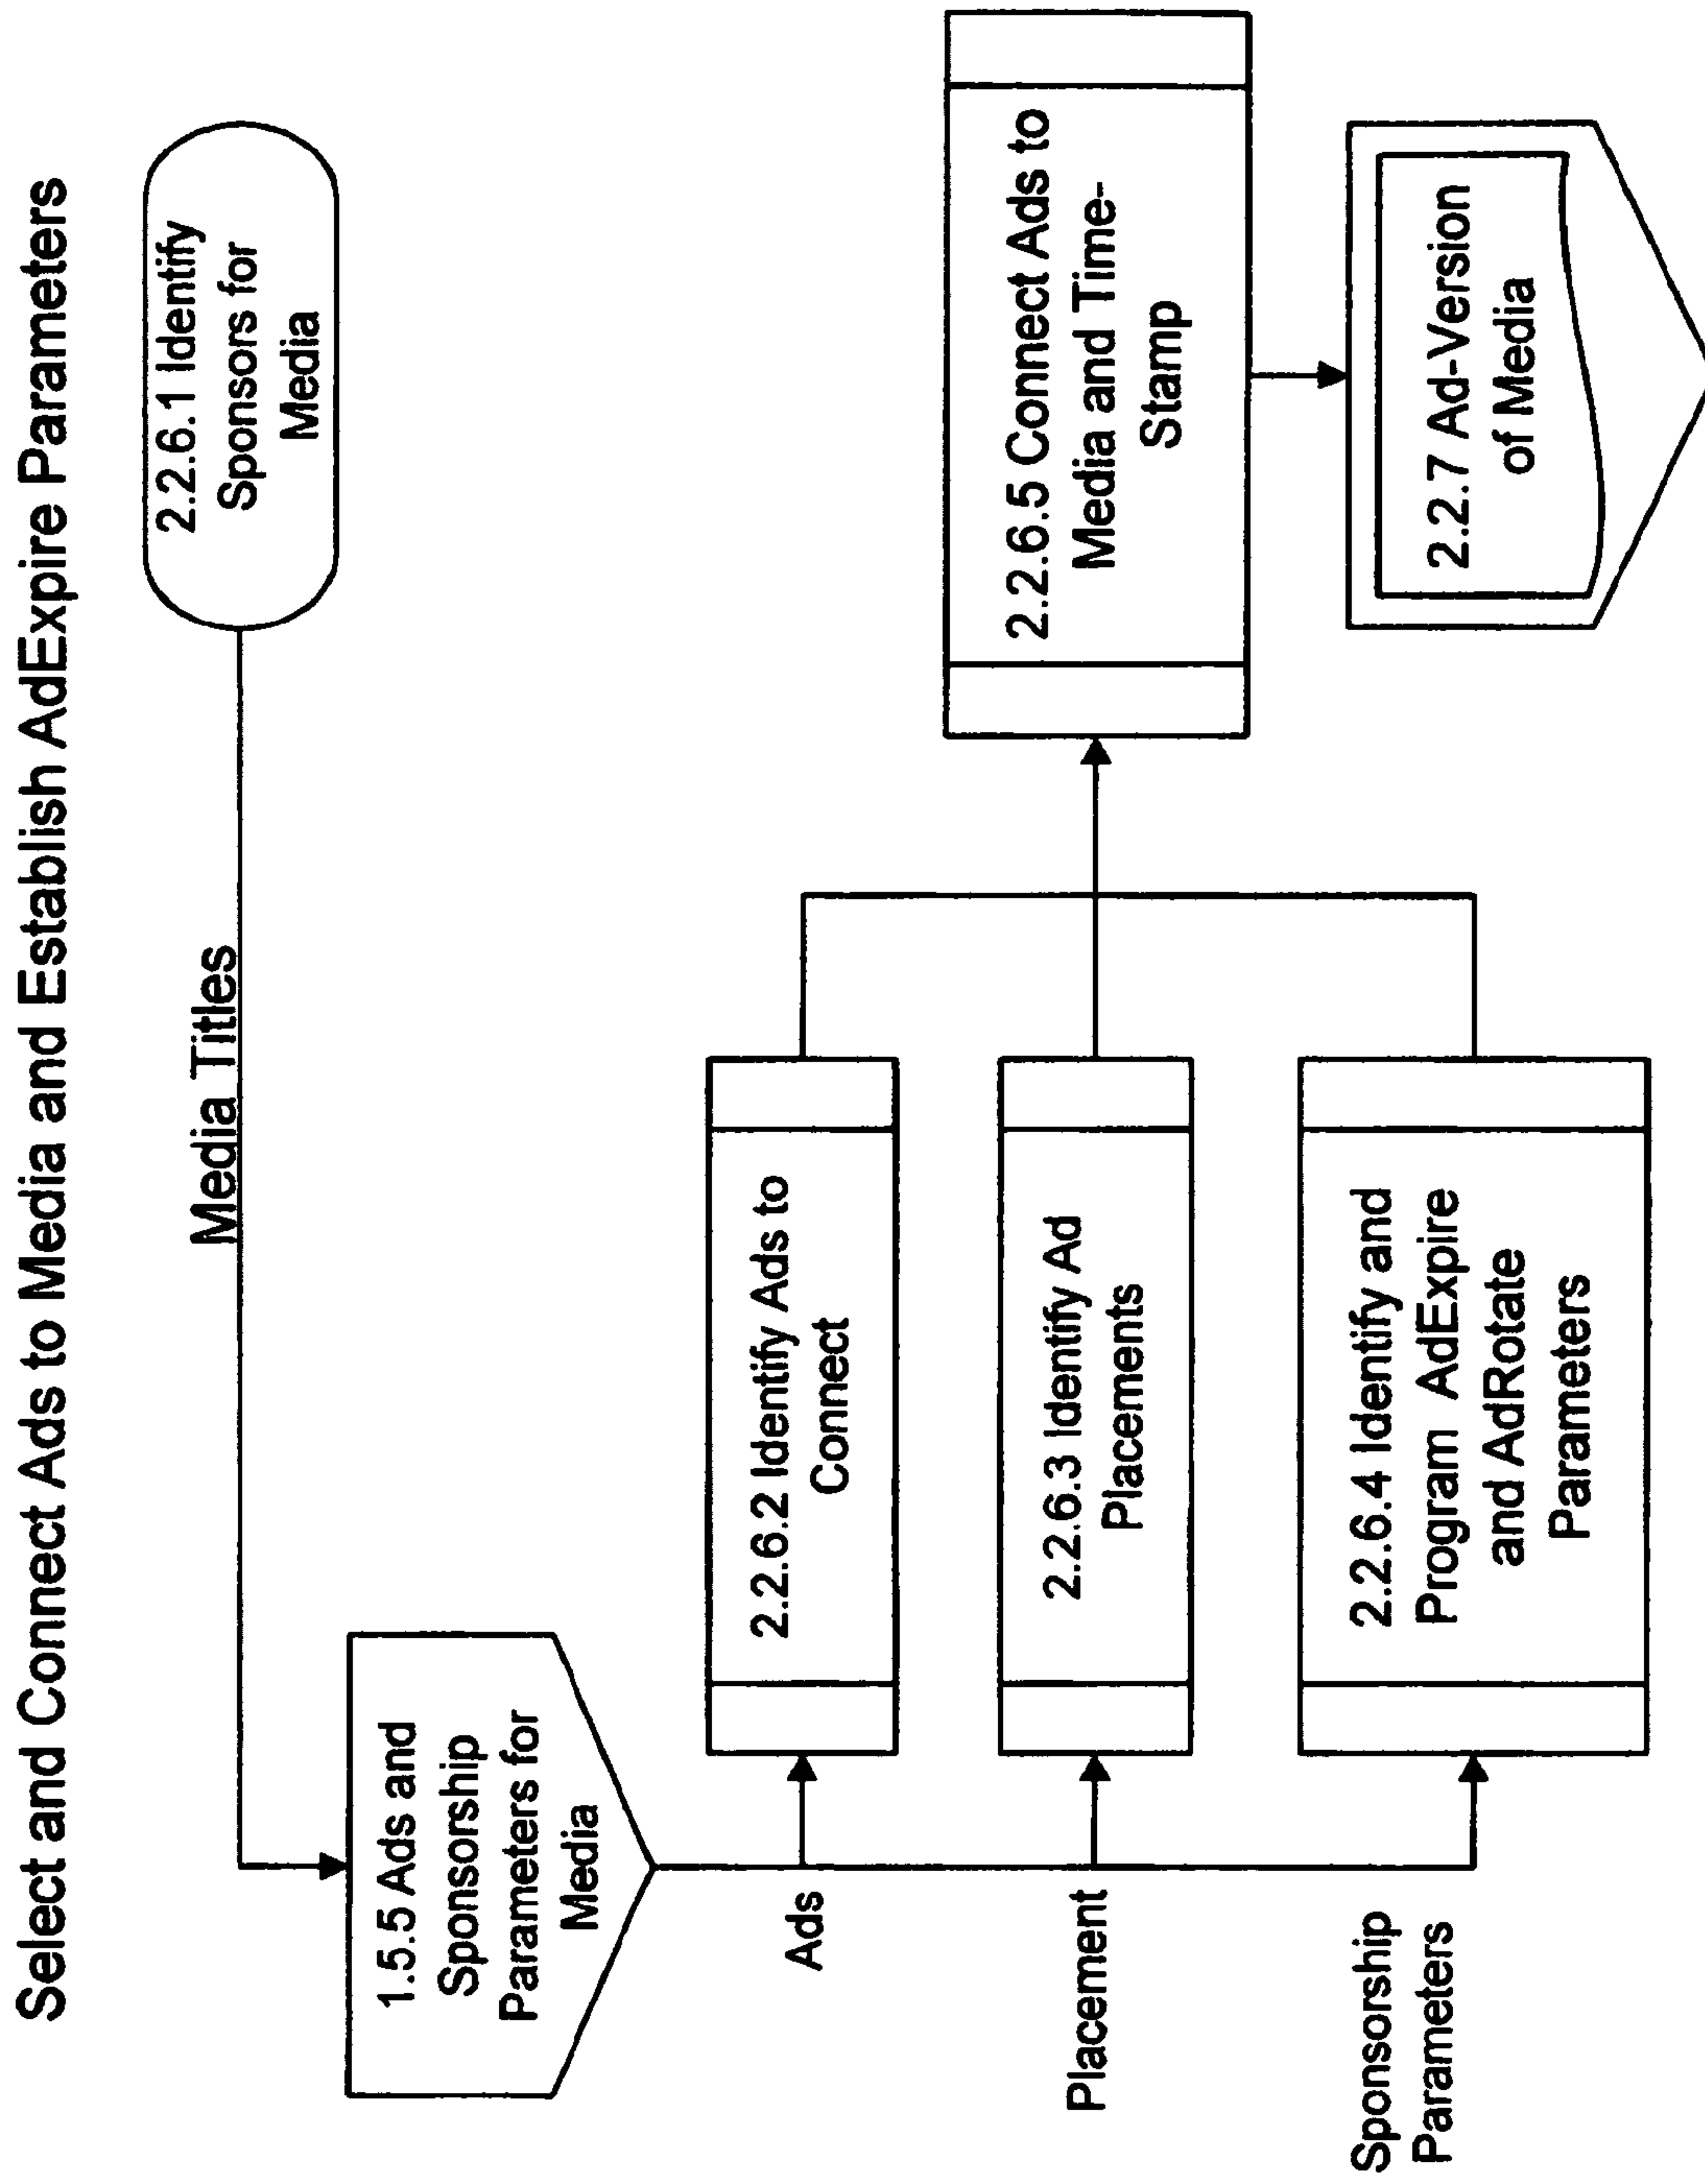 Select and Connect Ads to Media and Establish AdExpire Parameters
2.2.6.1 Identify
Sponsors for
Media
Media Titles
1.5.5 Ads and
Sponsorship
Parameters for
Media
Ads
2.2.6.2 Identify Ads to
Connect
Placement
2.2.6.3 Identify Ad
Placements
Sponsorship
Parameters
2.2.6.4 Identify and
Program AdExpire
and AdRotate
Parameters
2.2.6.5 Connect Ads to
Media and Time-
Stamp
2.2.7 Ad-Version
of Media